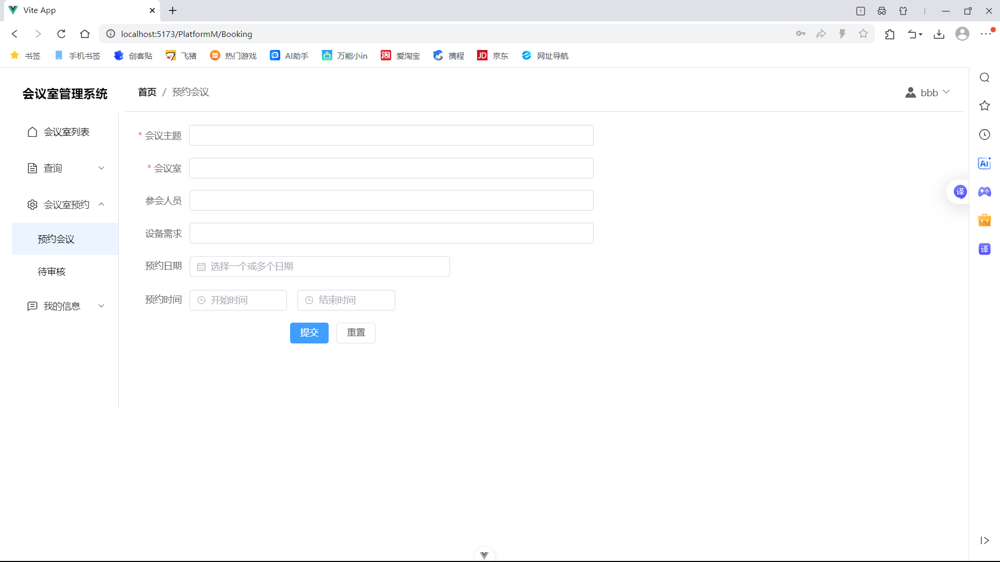 Vite App
1
localhost:5173/PlatformM/Booking
书签 手机书签 创客贴 飞猪 热门游戏 AI助手 万能小in 淘 爱淘宝 携程 JD 京东 网址导航
会议室管理系统
首页 / 预约会议
bbb
会议室列表
查询
会议室预约
预约会议
待审核
我的信息
* 会议主题
* 会议室
参会人员
设备需求
预约日期 选择一个或多个日期
预约时间 开始时间 结束时间
提交 重置
AI
译
译